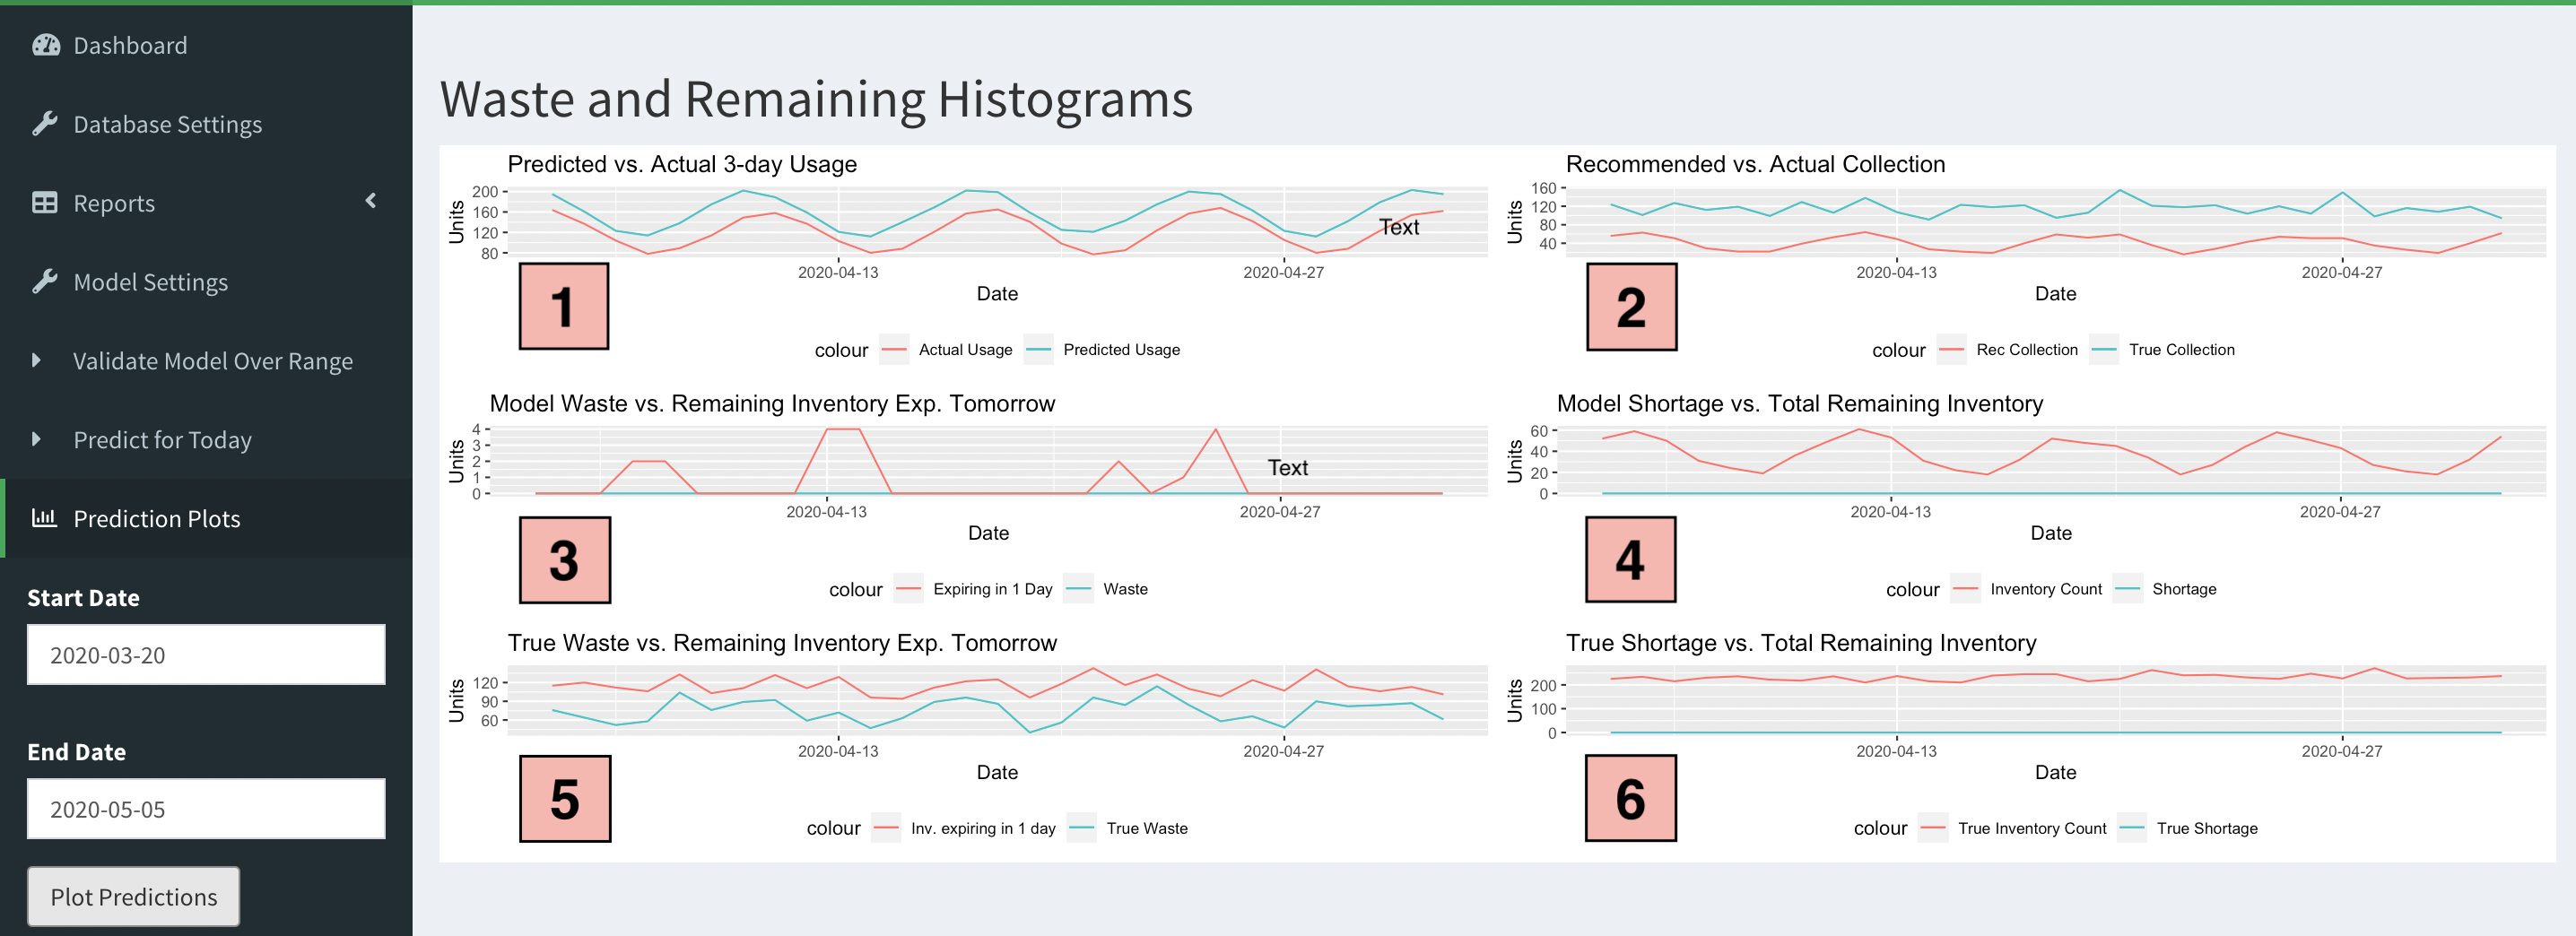 Dashboard
Database Settings
Reports
Model Settings
Validate Model Over Range
Predict for Today
Prediction Plots
Start Date
2020-03-20
End Date
2020-05-05
Plot Predictions
Waste and Remaining Histograms
Predicted vs. Actual 3-day Usage
Units
200
160
120
80
Text
2020-04-13 2020-04-27
Date
1
colour Actual Usage Predicted Usage
Recommended vs. Actual Collection
Units
160
120
80
40
2020-04-13 2020-04-27
Date
2
colour Rec Collection True Collection
Model Waste vs. Remaining Inventory Exp. Tomorrow
Units
4
3
2
1
0
Text
2020-04-13 2020-04-27
Date
3
colour Expiring in 1 Day Waste
Model Shortage vs. Total Remaining Inventory
Units
60
40
20
0
2020-04-13 2020-04-27
Date
4
colour Inventory Count Shortage
True Waste vs. Remaining Inventory Exp. Tomorrow
Units
120
90
60
2020-04-13 2020-04-27
Date
5
colour Inv. expiring in 1 day True Waste
True Shortage vs. Total Remaining Inventory
Units
200
100
0
2020-04-13 2020-04-27
Date
6
colour True Inventory Count True Shortage